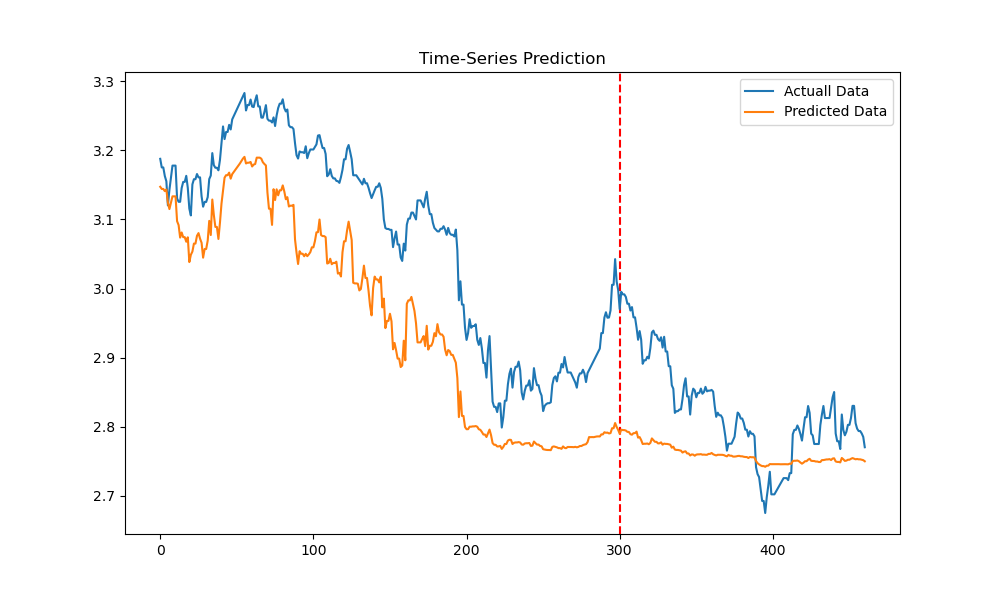 Time-Series Prediction
Actuall Data
Predicted Data
3.3
3.2
3.1
3.0
2.9
2.8
2.7
0 100 200 300 400